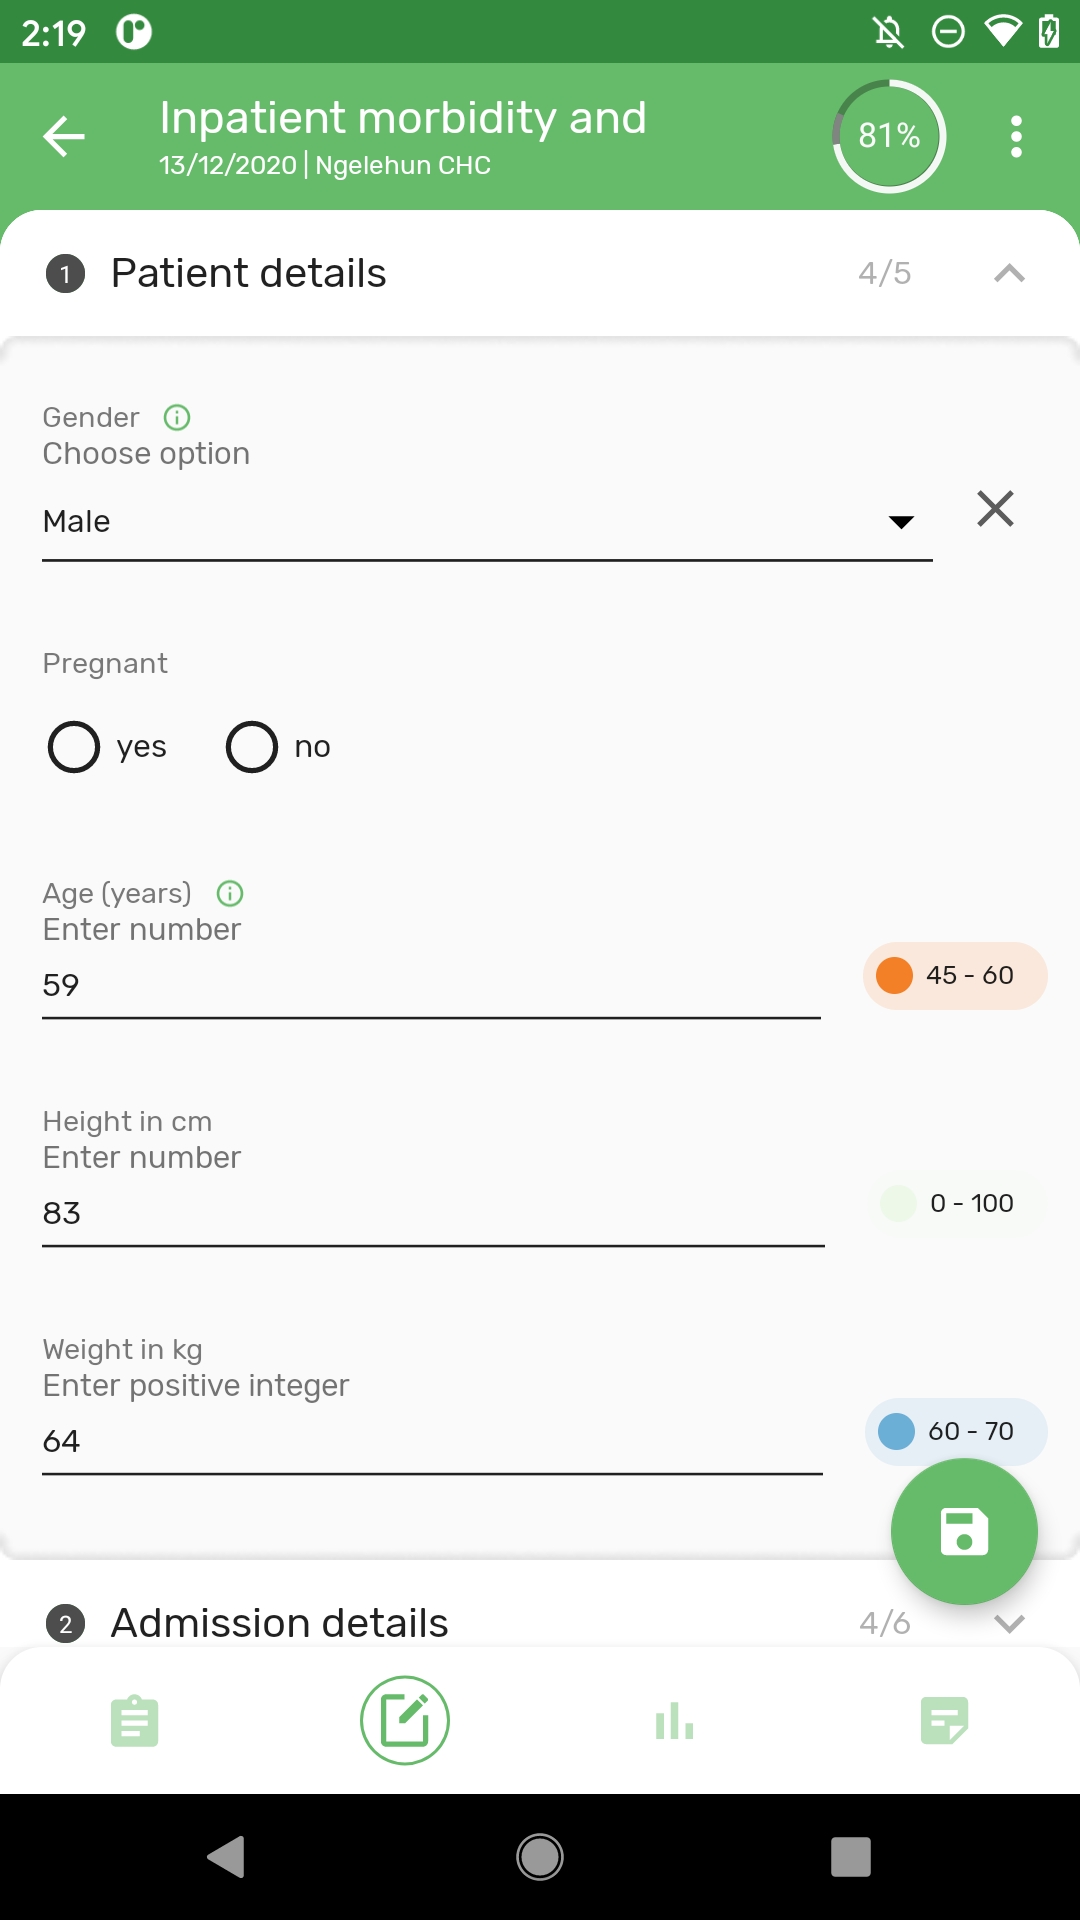 2:19
Inpatient morbidity and
13/12/2020 | Ngelehun CHC
81%
1 Patient details 4/5
Gender
Choose option
Male
Pregnant
yes no
Age (years)
Enter number
59
45 - 60
Height in cm
Enter number
83
0 - 100
Weight in kg
Enter positive integer
64
60 - 70
2 Admission details 4/6